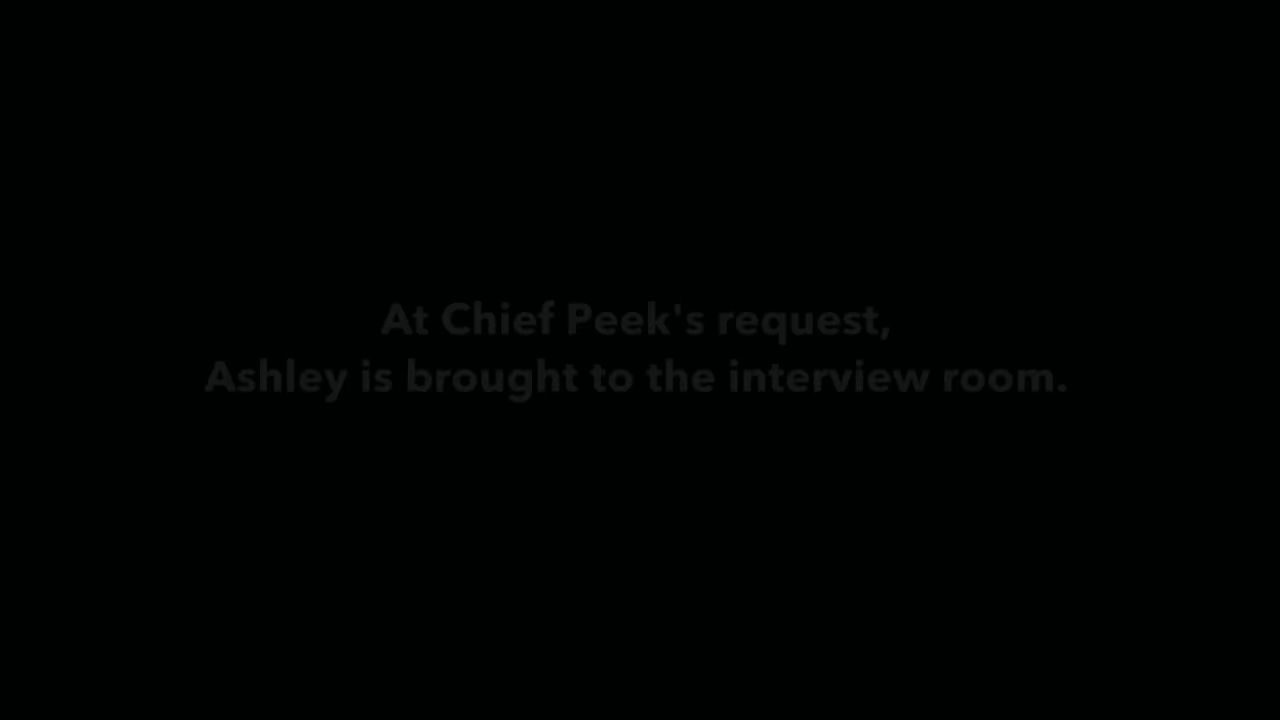 At Chief Peek's request,
Ashley is brought to the interview room.